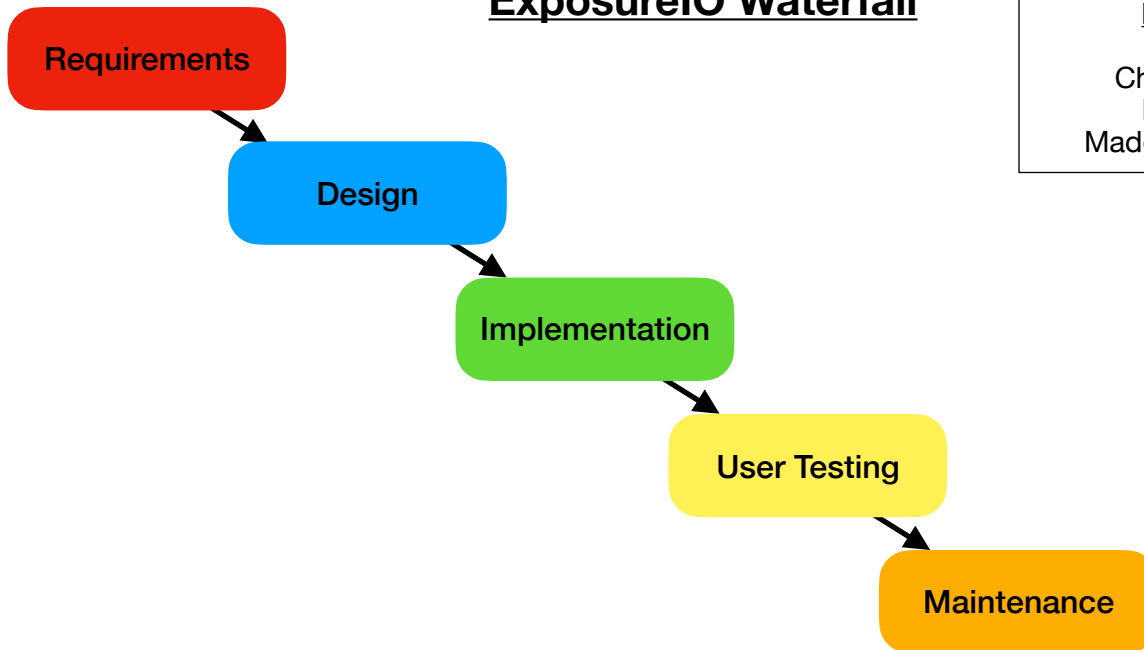 ExposureIO Waterfall
Requirements
Design
Implementation
User Testing
Maintenance